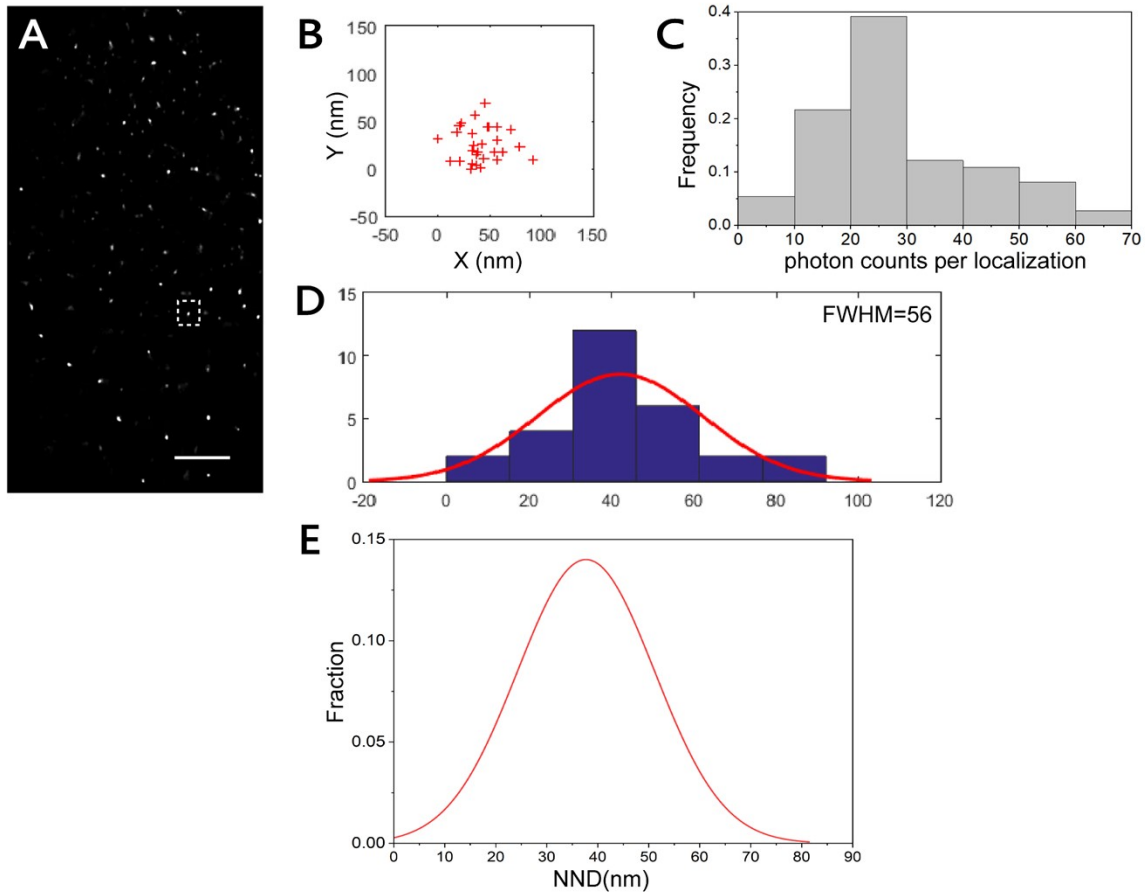 A
B
150
100
50
0
-50
Y (nm)
-50 0 50 100 150
X (nm)
C
0.4
0.3
0.2
0.1
0.0
Frequency
0 10 20 30 40 50 60 70
photon counts per localization
D
FWHM=56
15
10
5
0
-20 0 20 40 60 80 100 120
E
0.15
0.10
0.05
0.00
Fraction
0 10 20 30 40 50 60 70 80 90
NND(nm)